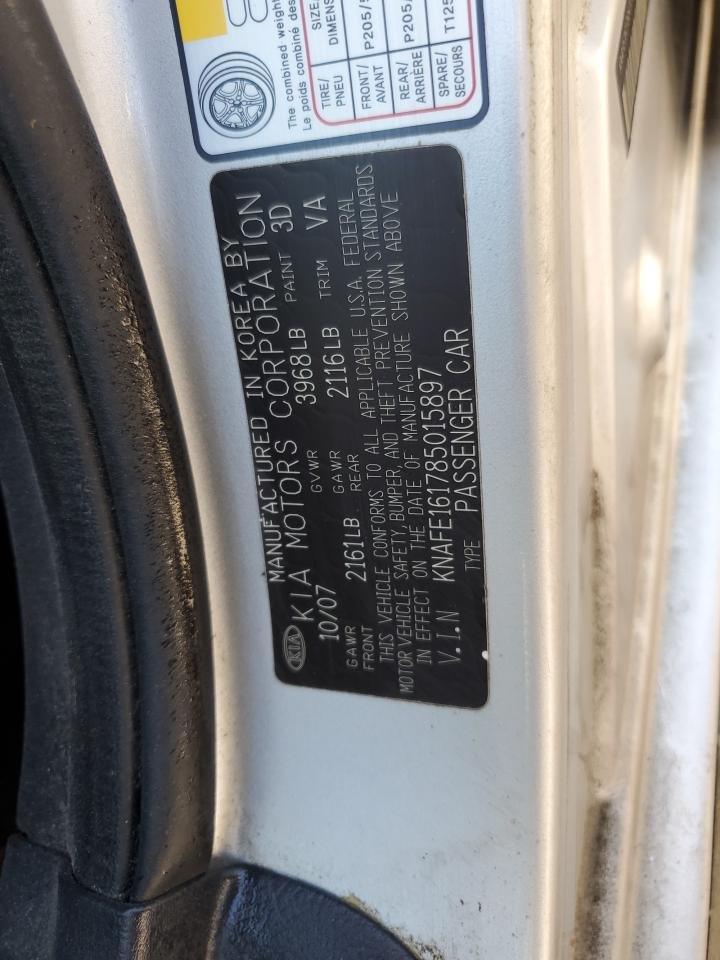 The combined weight
Le poids combiné des
TIRE/
PNEU
SIZE/
DIMENS
FRONT/
AVANT
P205/
REAR/
ARRIÈRE
P205/
SPARE/
SECOURS
T125
MANUFACTURED IN KOREA BY
KIA KIA MOTORS CORPORATION
10/07 GVWR 3968LB PAINT 3D
GAWR FRONT 2161LB GAWR REAR 2116LB TRIM VA
THIS VEHICLE CONFORMS TO ALL APPLICABLE U.S.A. FEDERAL
MOTOR VEHICLE SAFETY, BUMPER, AND THEFT PREVENTION STANDARDS
IN EFFECT ON THE DATE OF MANUFACTURE SHOWN ABOVE
V.I.N KNAFE161785015897
TYPE PASSENGER CAR